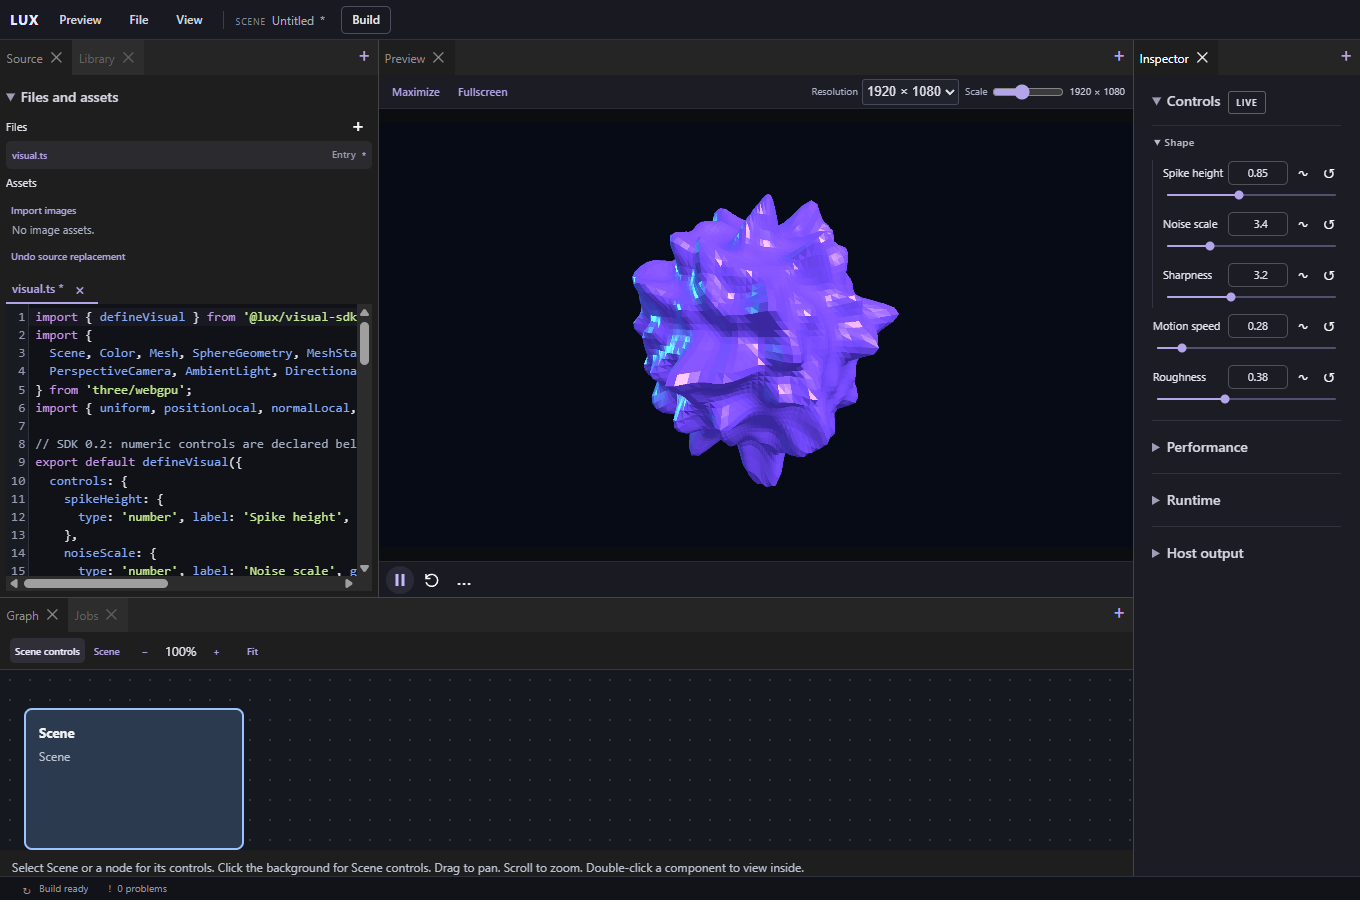 LUX Preview File View SCENE Untitled * Build
Source Library +
Files and assets
Files +
visual.ts Entry *
Assets
Import images
No image assets.
Undo source replacement
visual.ts *
1 import { defineVisual } from '@lux/visual-sdk
2 import {
3 Scene, Color, Mesh, SphereGeometry, MeshSta
4 PerspectiveCamera, AmbientLight, Directiona
5 } from 'three/webgpu';
6 import { uniform, positionLocal, normalLocal,
7
8 // SDK 0.2: numeric controls are declared bel
9 export default defineVisual({
10 controls: {
11 spikeHeight: {
12 type: 'number', label: 'Spike height',
13 },
14 noiseScale: {
15 type: 'number', label: 'Noise scale', g
Preview +
Maximize Fullscreen Resolution 1920 × 1080 Scale 1920 × 1080
...
Graph Jobs +
Scene controls Scene − 100% + Fit
Scene
Scene
Select Scene or a node for its controls. Click the background for Scene controls. Drag to pan. Scroll to zoom. Double-click a component to view inside.
Inspector +
Controls LIVE
Shape
Spike height 0.85
Noise scale 3.4
Sharpness 3.2
Motion speed 0.28
Roughness 0.38
Performance
Runtime
Host output
Build ready ! 0 problems